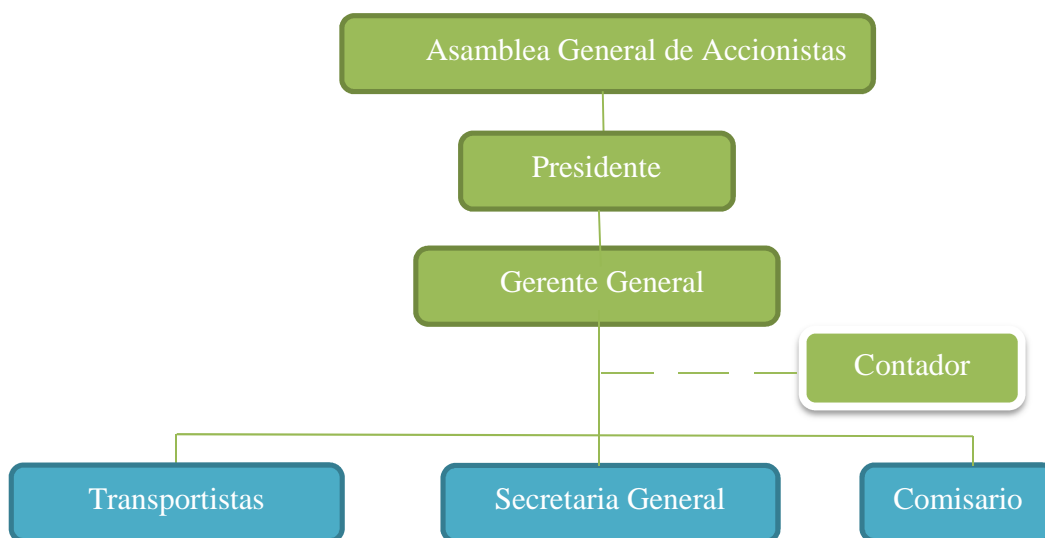 Asamblea General de Accionistas
Presidente
Gerente General
Contador
Transportistas
Secretaria General
Comisario